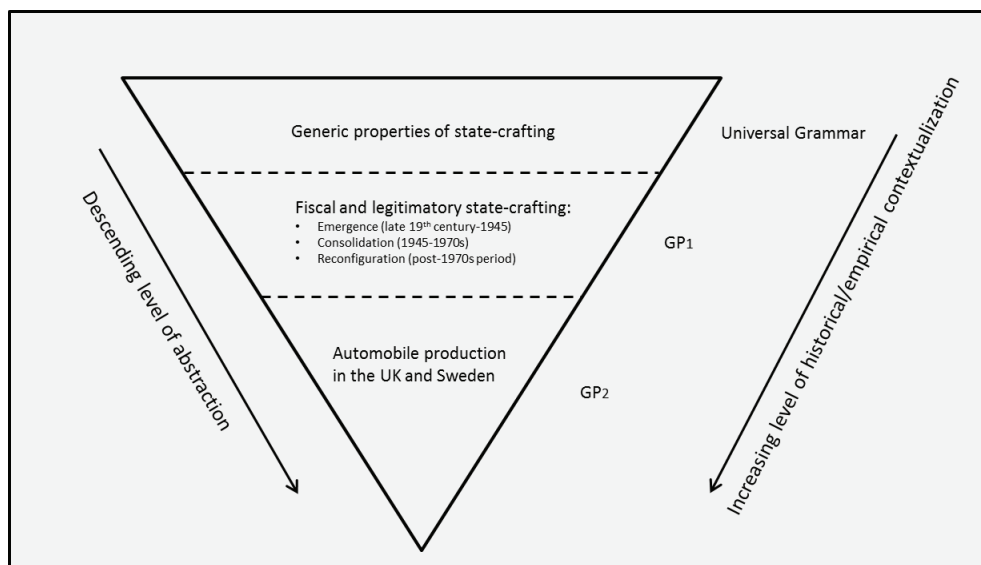 Generic properties of state-crafting
Universal Grammar
Fiscal and legitimatory state-crafting:
• Emergence (late 19th century-1945)
• Consolidation (1945-1970s)
• Reconfiguration (post-1970s period)
GP1
Automobile production
in the UK and Sweden
GP2
Descending level of abstraction
Increasing level of historical/empirical contextualization